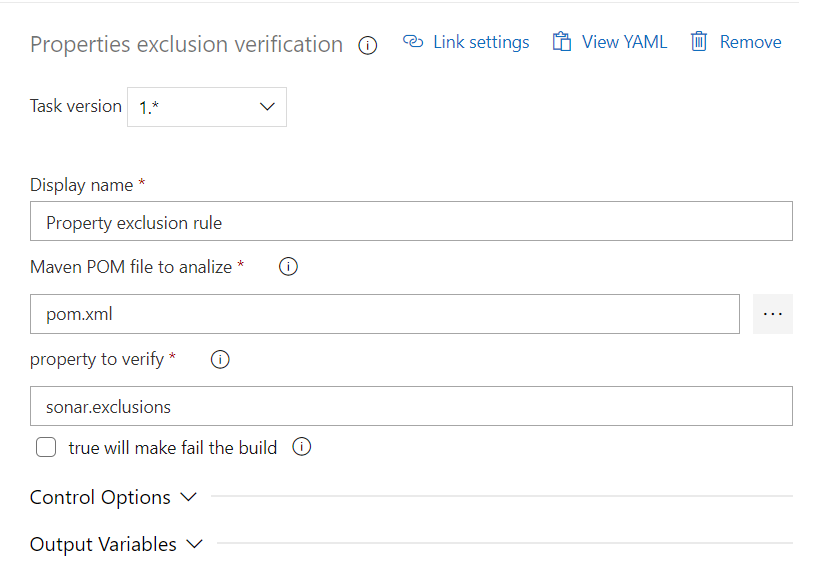 Properties exclusion verification Link settings View YAML Remove
Task version 1.*
Display name *
Property exclusion rule
Maven POM file to analize *
pom.xml ...
property to verify *
sonar.exclusions
true will make fail the build
Control Options
Output Variables